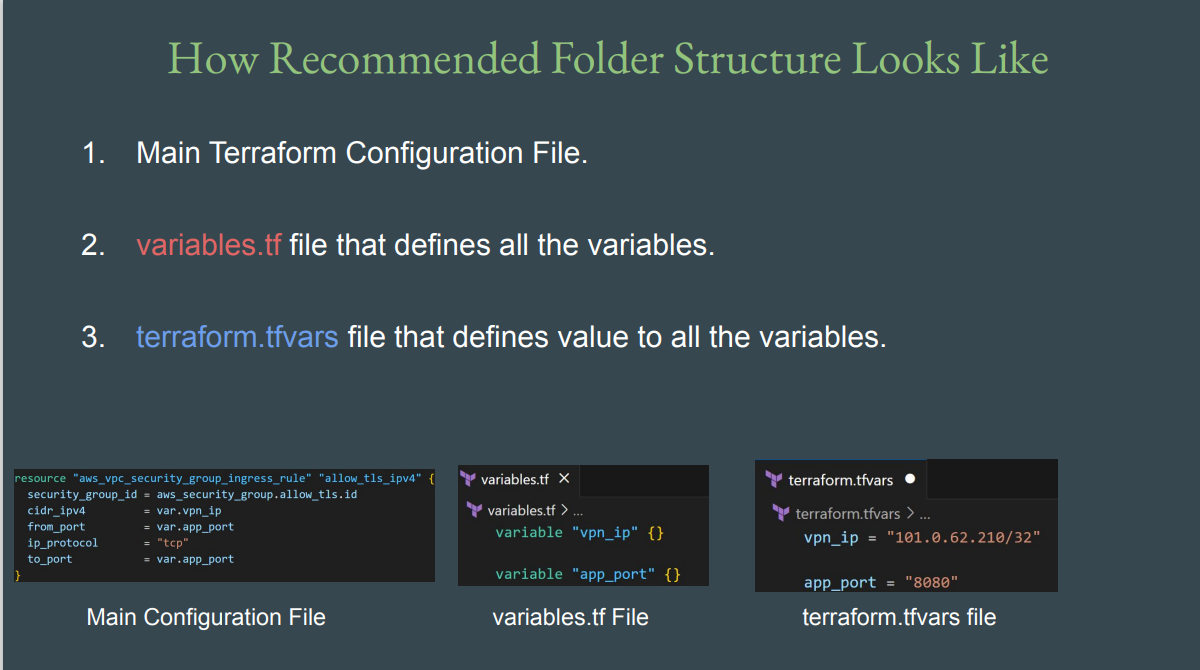 How Recommended Folder Structure Looks Like
1. Main Terraform Configuration File.
2. variables.tf file that defines all the variables.
3. terraform.tfvars file that defines value to all the variables.
resource "aws_vpc_security_group_ingress_rule" "allow_tls_ipv4" {
security_group_id = aws_security_group.allow_tls.id
cidr_ipv4 = var.vpn_ip
from_port = var.app_port
ip_protocol = "tcp"
to_port = var.app_port
}
Main Configuration File
variables.tf ×
variables.tf > ...
variable "vpn_ip" {}
variable "app_port" {}
variables.tf File
terraform.tfvars ●
terraform.tfvars > ...
vpn_ip = "101.0.62.210/32"
app_port = "8080"
terraform.tfvars file